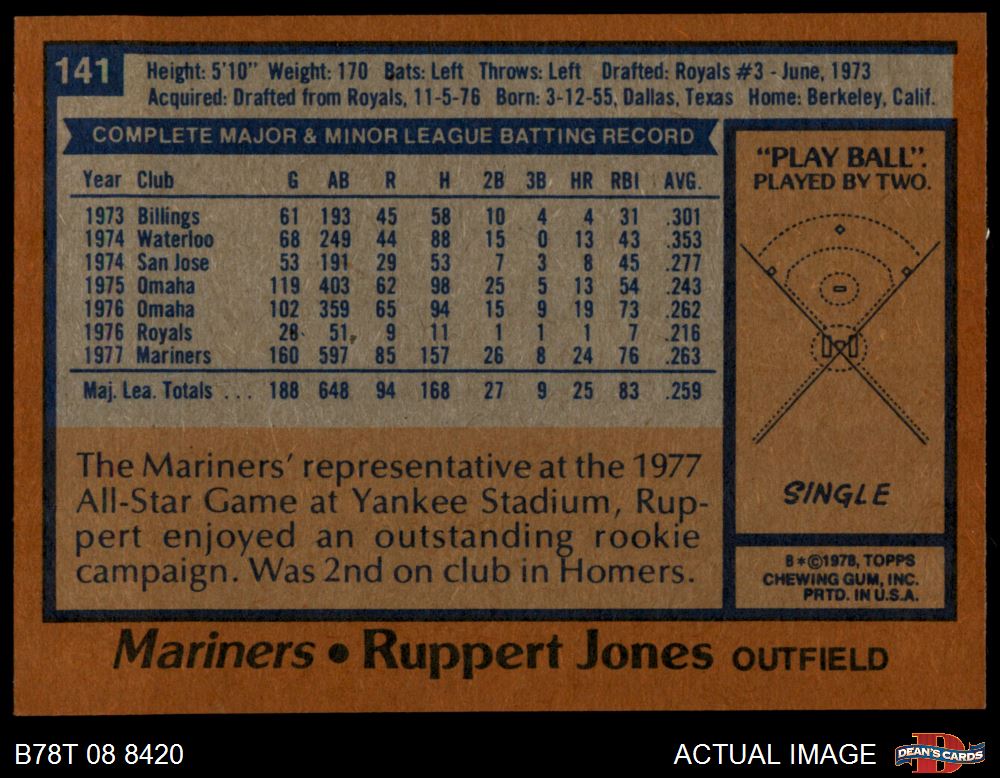 141
Height: 5'10" Weight: 170 Bats: Left Throws: Left Drafted: Royals #3 - June, 1973
Acquired: Drafted from Royals, 11-5-76 Born: 3-12-55, Dallas, Texas Home: Berkeley, Calif.
COMPLETE MAJOR & MINOR LEAGUE BATTING RECORD
Year Club G AB R H 2B 3B HR RBI AVG.
1973 Billings 61 193 45 58 10 4 4 31 .301
1974 Waterloo 68 249 44 88 15 0 13 43 .353
1974 San Jose 53 191 29 53 7 3 8 45 .277
1975 Omaha 119 403 62 98 25 5 13 54 .243
1976 Omaha 102 359 65 94 15 9 19 73 .262
1976 Royals 28 51 9 11 1 1 1 7 .216
1977 Mariners 160 597 85 157 26 8 24 76 .263
Maj. Lea. Totals ... 188 648 94 168 27 9 25 83 .259
The Mariners' representative at the 1977
All-Star Game at Yankee Stadium, Rup-
pert enjoyed an outstanding rookie
campaign. Was 2nd on club in Homers.
"PLAY BALL".
PLAYED BY TWO.
SINGLE
B*©1978, TOPPS
CHEWING GUM, INC.
PRTD. IN U.S.A.
Mariners • Ruppert Jones OUTFIELD
B78T 08 8420
ACTUAL IMAGE
D
DEAN'S CARDS